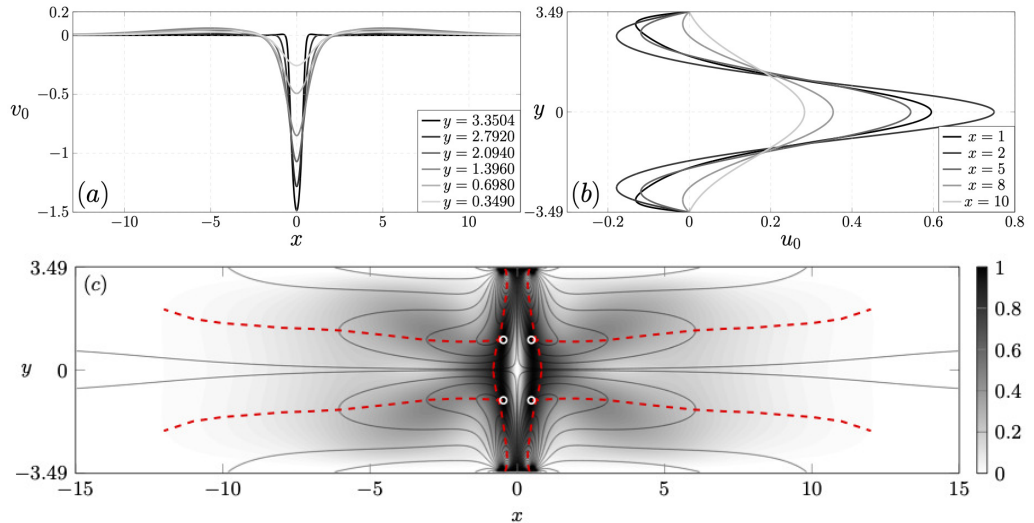 0.2
0
−0.5
−1
−1.5
v₀
−10
−5
0
5
10
x
(a)
y = 3.3504
y = 2.7920
y = 2.0940
y = 1.3960
y = 0.6980
y = 0.3490
3.49
0
−3.49
y
−0.2
0
0.2
0.4
0.6
0.8
u₀
(b)
x = 1
x = 2
x = 5
x = 8
x = 10
(c)
3.49
0
−3.49
y
−15
−10
−5
0
5
10
15
x
1
0.8
0.6
0.4
0.2
0